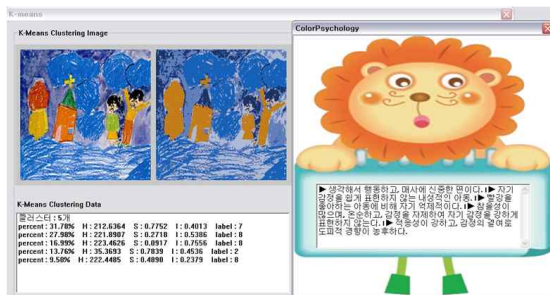 K-means
K-Means Clustering Image
K-Means Clustering Data
클러스터 : 5개
percent : 31.78% H : 212.6364 S : 0.7752 I : 0.4013 label : 7
percent : 27.98% H : 221.8907 S : 0.2718 I : 0.5386 label : 8
percent : 16.99% H : 223.4626 S : 0.0917 I : 0.7556 label : 8
percent : 13.76% H : 35.3693 S : 0.7839 I : 0.4536 label : 2
percent : 9.50% H : 222.4485 S : 0.4890 I : 0.2379 label : 8
ColorPsychology
▶ 생각해서 행동하고, 매사에 신중한 편이다. ı▶ 자기
감정을 쉽게 표현하지 않는 내성적인 아동. ı▶ 빨강을
좋아하는 아동에 비해 자기 억제적이다. ı▶ 참을성이
많으며, 온순하고, 감정을 자제하여 자기 감정을 강하게
표현하지 않는다. ı▶ 적응성이 강하고, 감정의 결여로
도피적 경향이 농후하다.